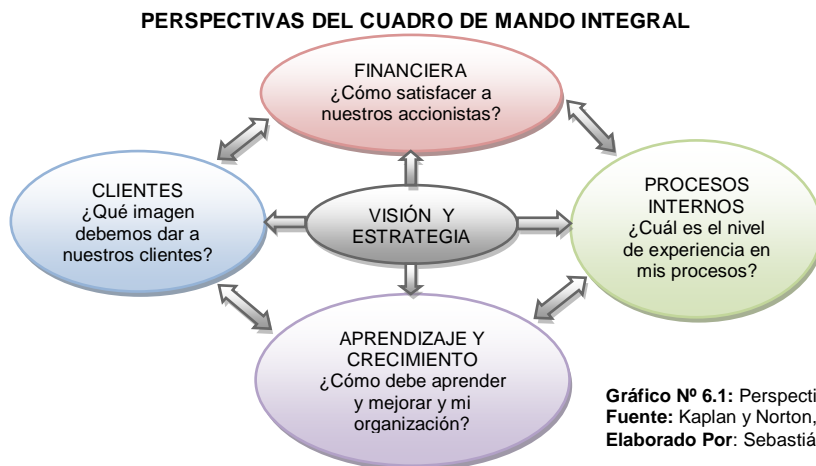 PERSPECTIVAS DEL CUADRO DE MANDO INTEGRAL
FINANCIERA
¿Cómo satisfacer a
nuestros accionistas?
CLIENTES
¿Qué imagen
debemos dar a
nuestros clientes?
VISIÓN Y
ESTRATEGIA
PROCESOS
INTERNOS
¿Cuál es el nivel
de experiencia en
mis procesos?
APRENDIZAJE Y
CRECIMIENTO
¿Cómo debe aprender
y mejorar y mi
organización?
Gráfico Nº 6.1: Perspecti
Fuente: Kaplan y Norton,
Elaborado Por: Sebastiá